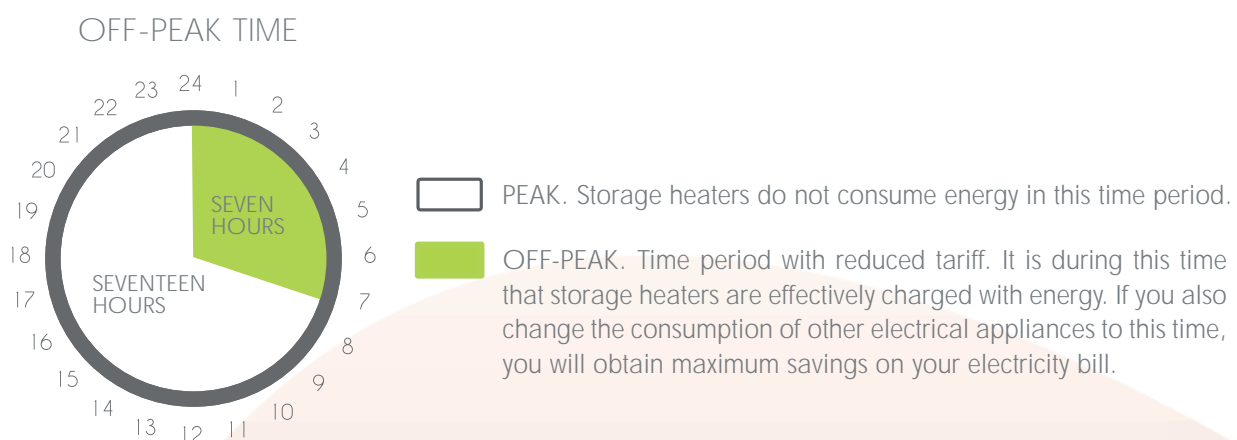 OFF-PEAK TIME
24
1
2
3
4
5
6
7
8
9
10
11
12
13
14
15
16
17
18
19
20
21
22
23
SEVEN
HOURS
SEVENTEEN
HOURS
PEAK. Storage heaters do not consume energy in this time period.
OFF-PEAK. Time period with reduced tariff. It is during this time
that storage heaters are effectively charged with energy. If you also
change the consumption of other electrical appliances to this time,
you will obtain maximum savings on your electricity bill.